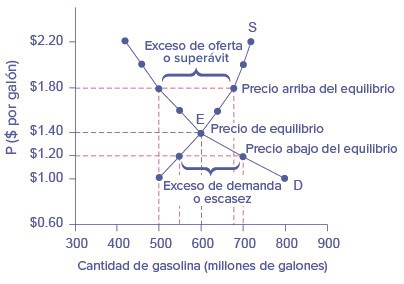 P ($ por galón)
$2.20
$1.80
$1.40
$1.20
$1.00
$0.60
S
Exceso de oferta
o superávit
Precio arriba del equilibrio
E
Precio de equilibrio
Precio abajo del equilibrio
Exceso de demanda
o escasez
D
300 400 500 600 700 800 900
Cantidad de gasolina (millones de galones)